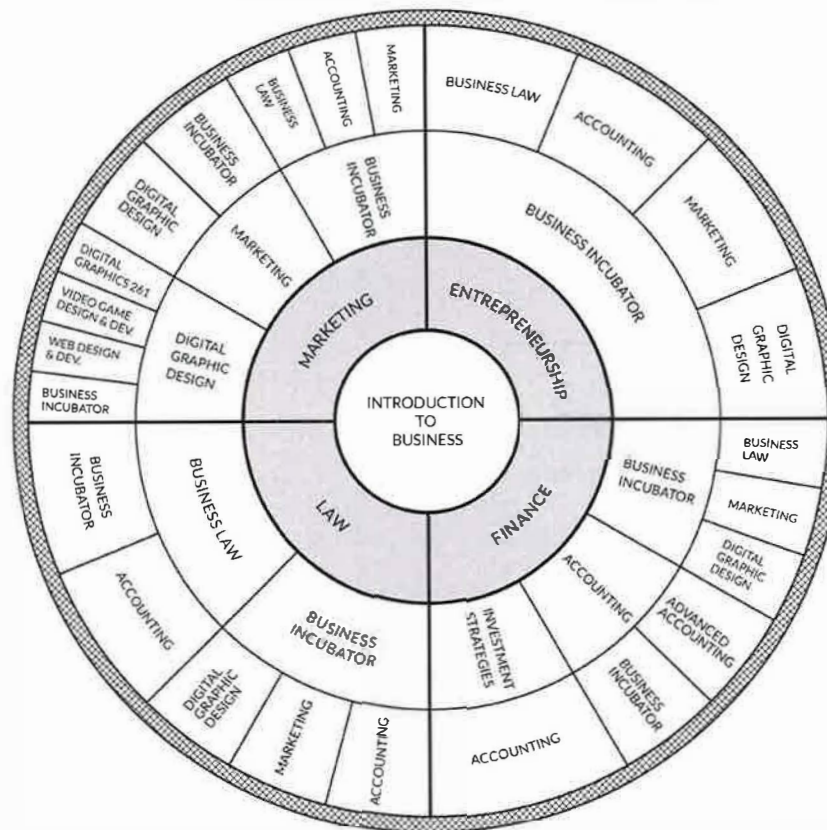 INTRODUCTION
TO
BUSINESS
ENTREPRENEURSHIP
FINANCE
LAW
MARKETING
BUSINESS INCUBATOR
BUSINESS LAW
ACCOUNTING
MARKETING
DIGITAL
GRAPHIC
DESIGN
BUSINESS
INCUBATOR
BUSINESS
LAW
MARKETING
DIGITAL
GRAPHIC
DESIGN
ACCOUNTING
ADVANCED
ACCOUNTING
BUSINESS
INCUBATOR
INVESTMENT
STRATEGIES
ACCOUNTING
BUSINESS
INCUBATOR
ACCOUNTING
MARKETING
DIGITAL
GRAPHIC
DESIGN
BUSINESS LAW
ACCOUNTING
BUSINESS
INCUBATOR
DIGITAL
GRAPHIC
DESIGN
BUSINESS
INCUBATOR
WEB DESIGN
& DEV.
VIDEO GAME
DESIGN & DEV.
DIGITAL
GRAPHICS 261
MARKETING
DIGITAL
GRAPHIC
DESIGN
BUSINESS
INCUBATOR
BUSINESS
INCUBATOR
BUSINESS
LAW
ACCOUNTING
MARKETING